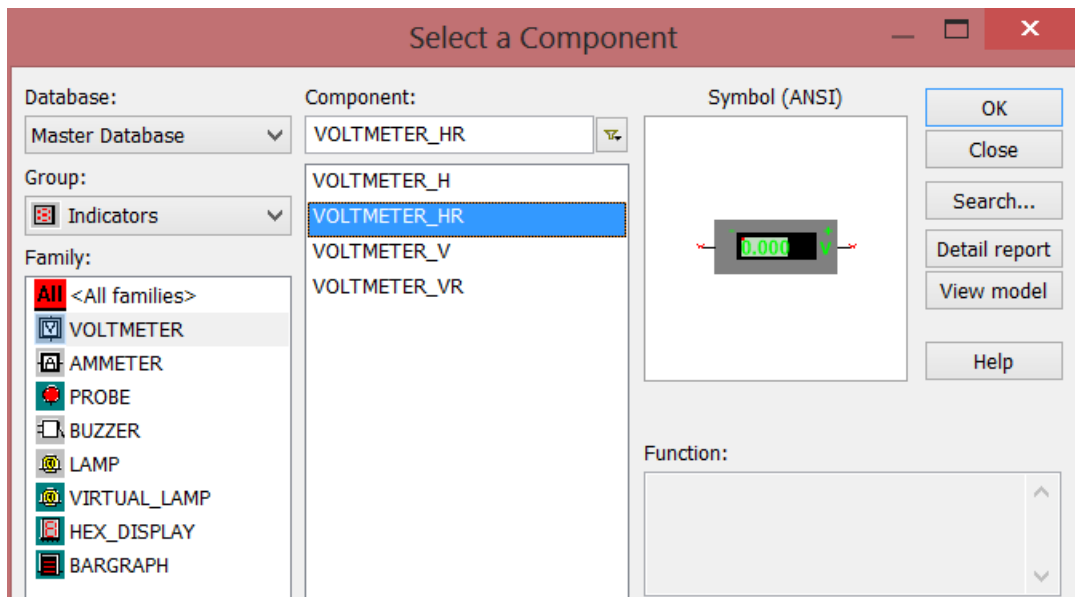 Select a Component
Database:
Master Database
Group:
Indicators
Family:
All <All families>
VOLTMETER
AMMETER
PROBE
BUZZER
LAMP
VIRTUAL_LAMP
HEX_DISPLAY
BARGRAPH
Component:
VOLTMETER_HR
VOLTMETER_H
VOLTMETER_HR
VOLTMETER_V
VOLTMETER_VR
Symbol (ANSI)
- +
0.000 V
Function:
OK
Close
Search...
Detail report
View model
Help